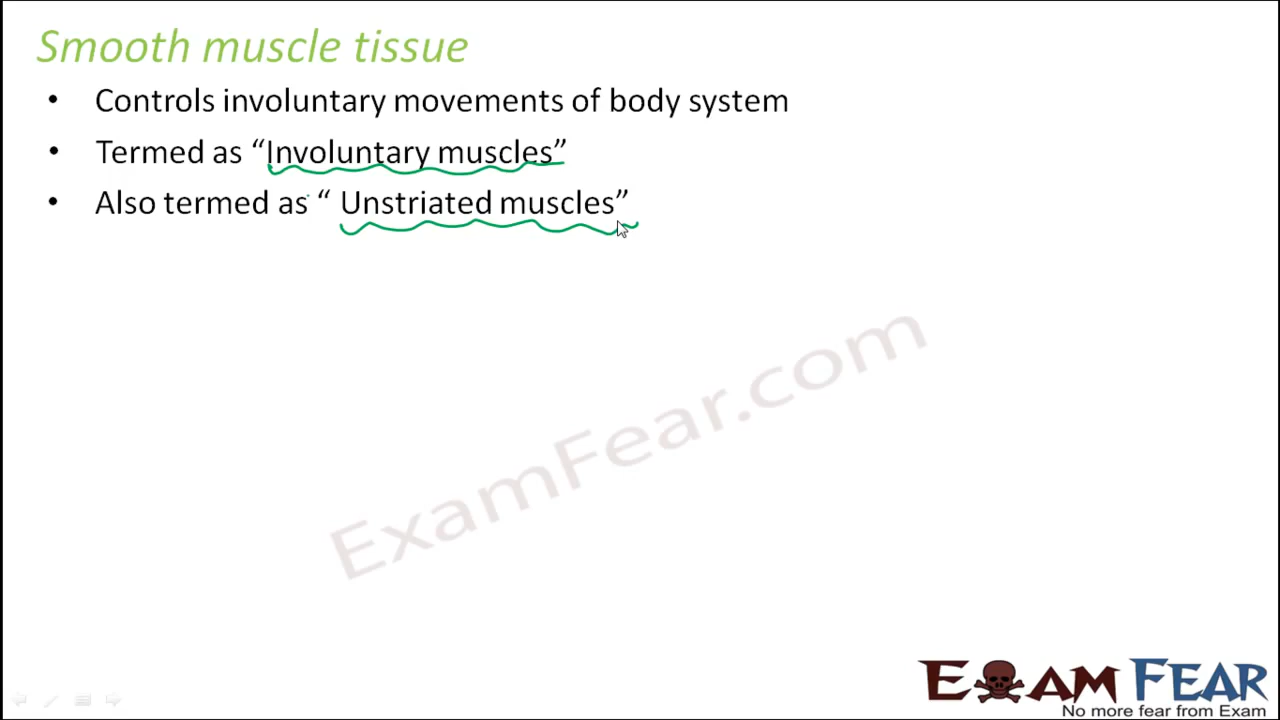 Smooth muscle tissue
• Controls involuntary movements of body system
• Termed as “Involuntary muscles”
• Also termed as “ Unstriated muscles”
ExamFear.com
EXAM FEAR
No more fear from Exam